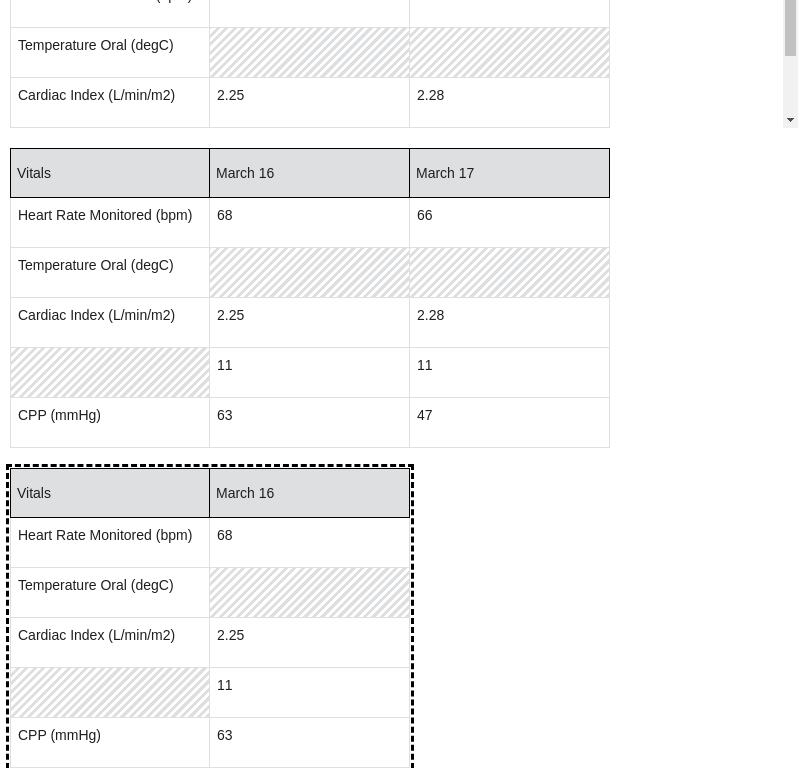 Temperature Oral (degC)
Cardiac Index (L/min/m2) 2.25 2.28
Vitals March 16 March 17
Heart Rate Monitored (bpm) 68 66
Temperature Oral (degC)
Cardiac Index (L/min/m2) 2.25 2.28
11 11
CPP (mmHg) 63 47
Vitals March 16
Heart Rate Monitored (bpm) 68
Temperature Oral (degC)
Cardiac Index (L/min/m2) 2.25
11
CPP (mmHg) 63